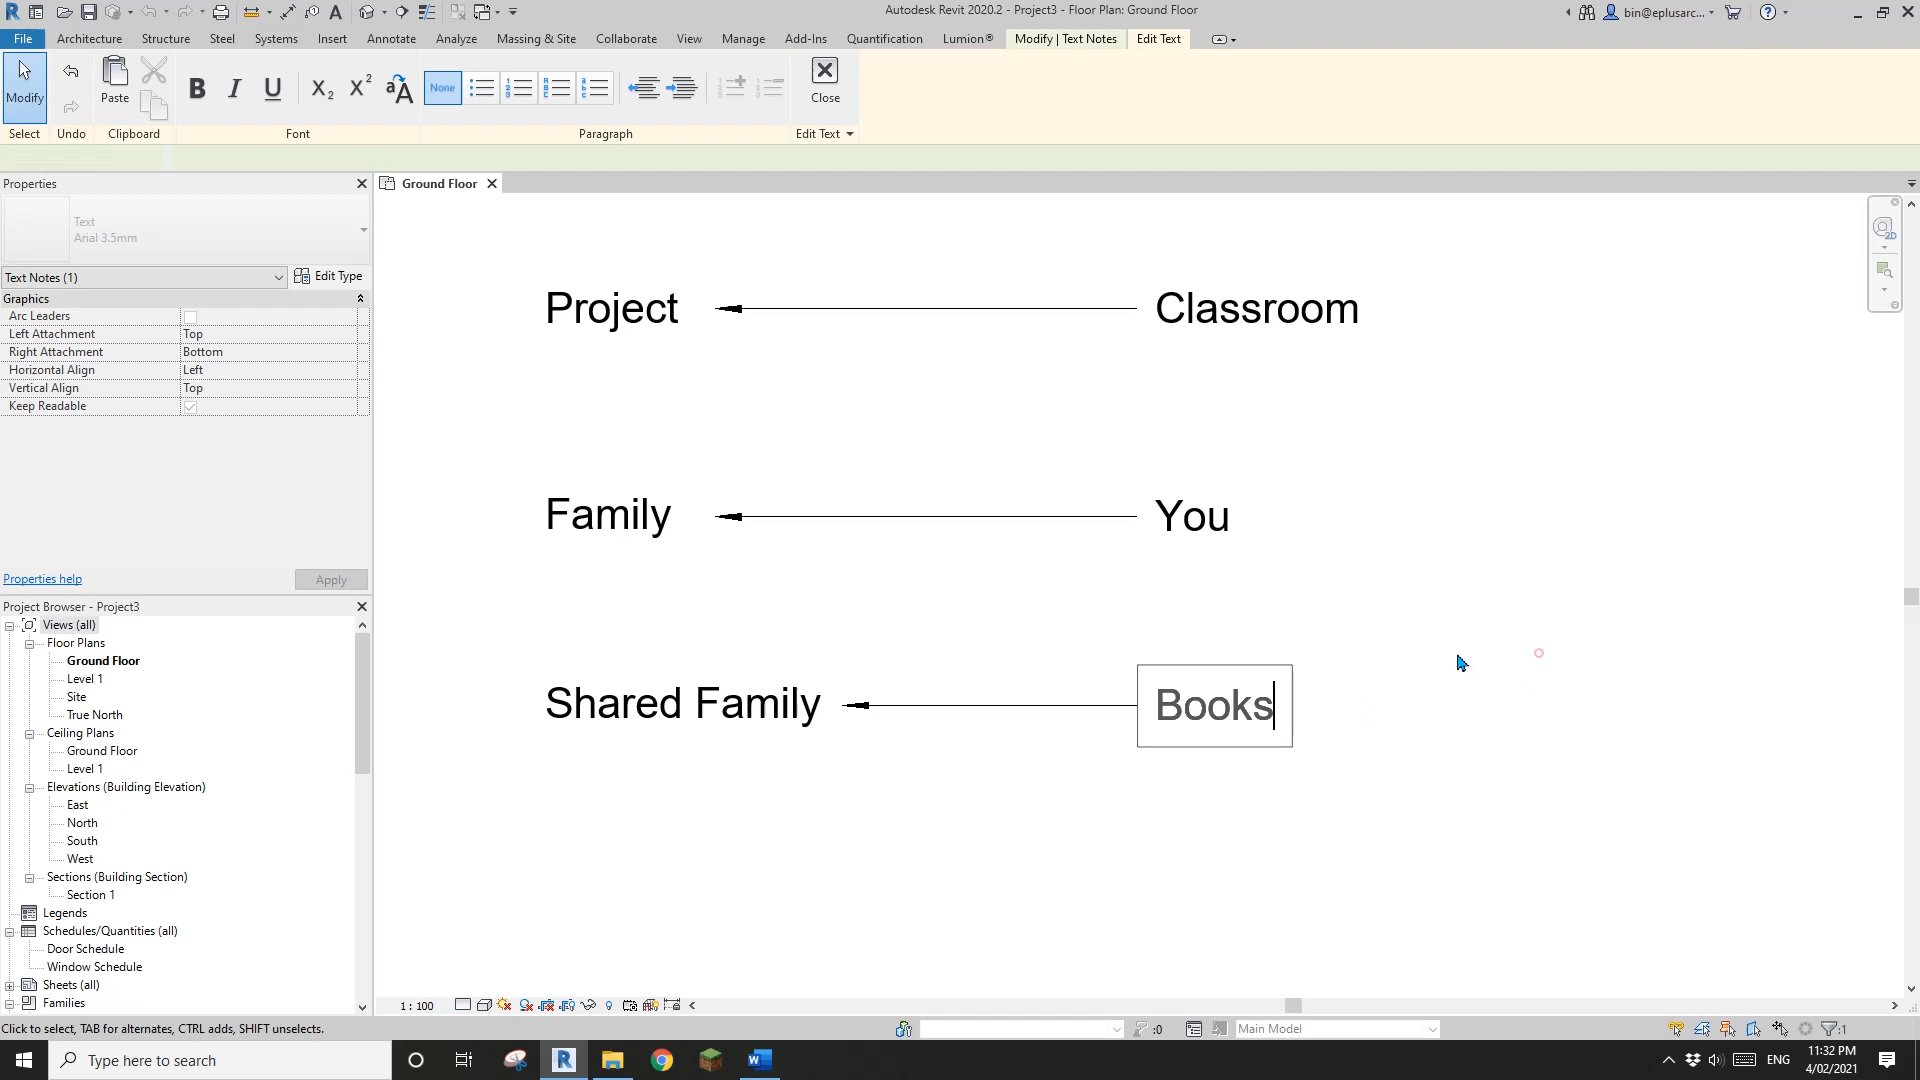 Autodesk Revit 2020.2 - Project3 - Floor Plan: Ground Floor
bin@eplusarc...
File Architecture Structure Steel Systems Insert Annotate Analyze Massing & Site Collaborate View Manage Add-Ins Quantification Lumion® Modify | Text Notes Edit Text
Modify Paste None Close
Select Undo Clipboard Font Paragraph Edit Text
Properties
Ground Floor
Text
Arial 3.5mm
Text Notes (1) Edit Type
Graphics
Arc Leaders
Left Attachment Top
Right Attachment Bottom
Horizontal Align Left
Vertical Align Top
Keep Readable
Properties help Apply
Project Classroom
Family You
Shared Family Books
Project Browser - Project3
Views (all)
Floor Plans
Ground Floor
Level 1
Site
True North
Ceiling Plans
Ground Floor
Level 1
Elevations (Building Elevation)
East
North
South
West
Sections (Building Section)
Section 1
Legends
Schedules/Quantities (all)
Door Schedule
Window Schedule
Sheets (all)
Families
1 : 100
Click to select, TAB for alternates, CTRL adds, SHIFT unselects.
:0
Main Model
:1
Type here to search
ENG
11:32 PM
4/02/2021